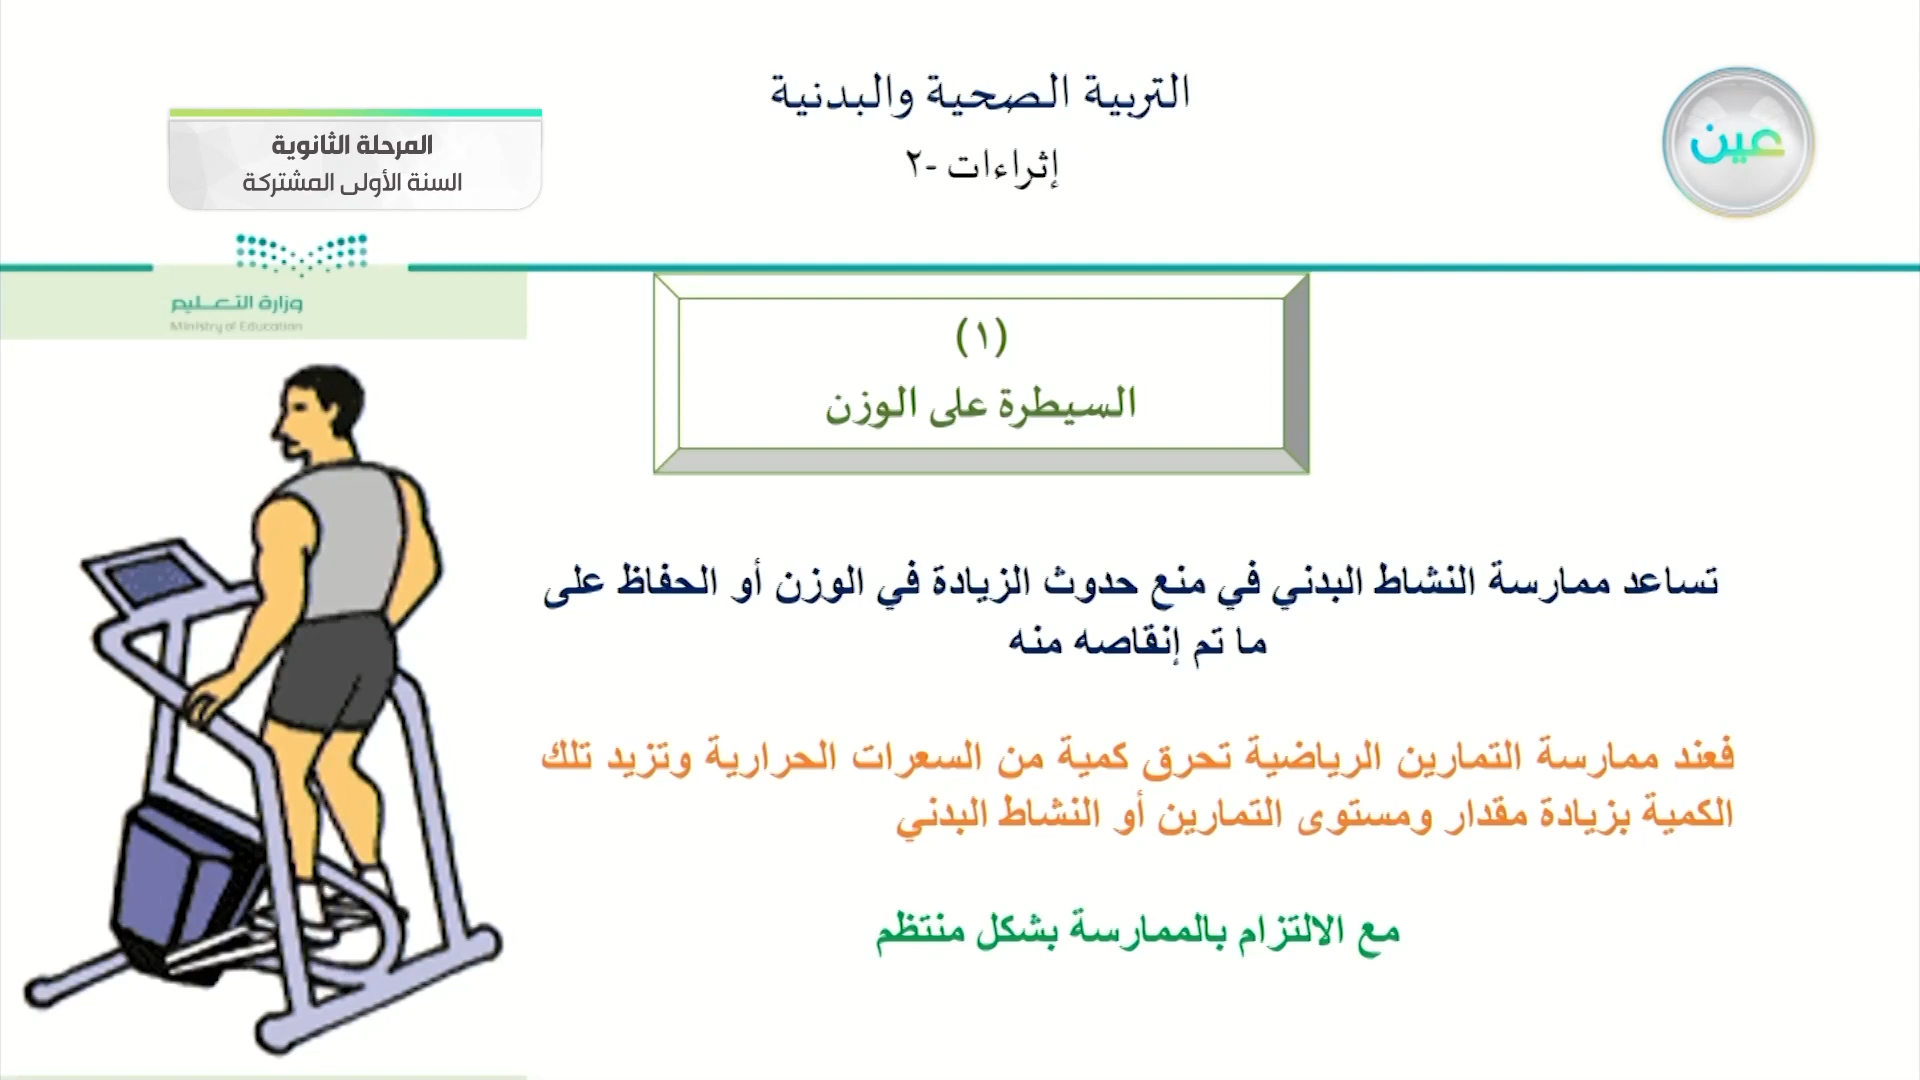 التربية الصحية والبدنية
إثراءات -٢
عين
المرحلة الثانوية
السنة الأولى المشتركة
وزارة التعليم
Ministry of Education
(١)
السيطرة على الوزن
تساعد ممارسة النشاط البدني في منع حدوث الزيادة في الوزن أو الحفاظ على
ما تم إنقاصه منه
فعند ممارسة التمارين الرياضية تحرق كمية من السعرات الحرارية وتزيد تلك
الكمية بزيادة مقدار ومستوى التمارين أو النشاط البدني
مع الالتزام بالممارسة بشكل منتظم